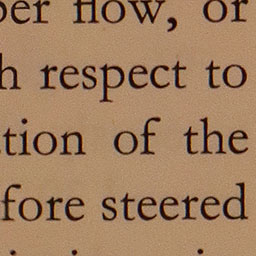 per flow, or
h respect to
tion of the
fore steered